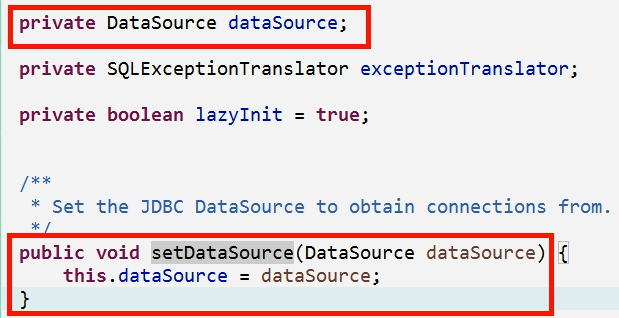 private DataSource dataSource;
private SQLExceptionTranslator exceptionTranslator;
private boolean lazyInit = true;
/**
* Set the JDBC DataSource to obtain connections from.
*/
public void setDataSource(DataSource dataSource) {
this.dataSource = dataSource;
}